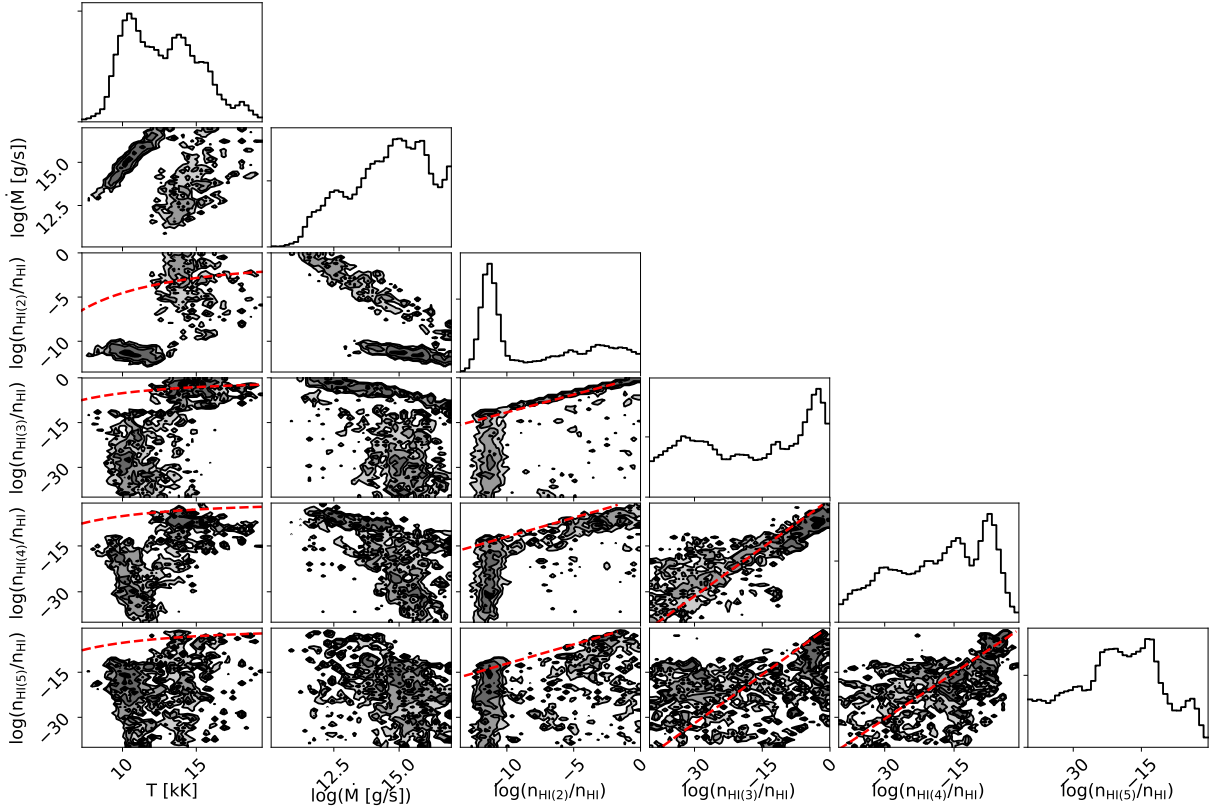 log(Ṁ [g/s])
15.0
12.5
log(n_HI(2)/n_HI)
0
−5
−10
log(n_HI(3)/n_HI)
0
−15
−30
log(n_HI(4)/n_HI)
−15
−30
log(n_HI(5)/n_HI)
−15
−30
10 15
12.5 15.0
−10 −5 0
−30 −15 0
−30 −15
−30 −15
T [kK]
log(Ṁ [g/s])
log(n_HI(2)/n_HI)
log(n_HI(3)/n_HI)
log(n_HI(4)/n_HI)
log(n_HI(5)/n_HI)